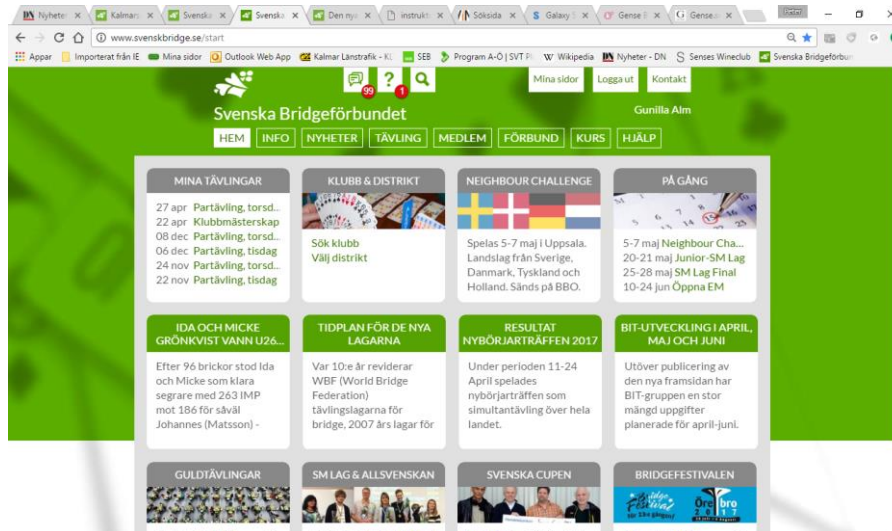 Nyheter
Kalmar
Svenska
Svenska
Den nya
instrukt
Söksida
Galaxy
Gense
Gense.
www.svenskbridge.se/start
Appar Importerat från IE Mina sidor Outlook Web App Kalmar Länstrafik - KL SEB Program A-Ö | SVT Pl W Wikipedia Nyheter - DN Senses Wineclub Svenska Bridgeförbun
99 1
Mina sidor Logga ut Kontakt
Svenska Bridgeförbundet Gunilla Alm
HEM INFO NYHETER TÄVLING MEDLEM FÖRBUND KURS HJÄLP
MINA TÄVLINGAR
27 apr Partävling, torsd...
22 apr Klubbmästerskap
08 dec Partävling, torsd...
06 dec Partävling, tisdag
24 nov Partävling, torsd...
22 nov Partävling, tisdag
KLUBB & DISTRIKT
Sök klubb
Välj distrikt
NEIGHBOUR CHALLENGE
Spelas 5-7 maj i Uppsala.
Landslag från Sverige,
Danmark, Tyskland och
Holland. Sänds på BBO.
PÅ GÅNG
5-7 maj Neighbour Cha...
20-21 maj Junior-SM Lag
25-28 maj SM Lag Final
10-24 jun Öppna EM
IDA OCH MICKE
GRÖNKVIST VANN U26...
Efter 96 brickor stod Ida
och Micke som klara
segrare med 263 IMP
mot 186 för såväl
Johannes (Matsson) -
TIDPLAN FÖR DE NYA
LAGARNA
Var 10:e år reviderar
WBF (World Bridge
Federation)
tävlingslagarna för
bridge, 2007 års lagar för
RESULTAT
NYBÖRJARTRÄFFEN 2017
Under perioden 11-24
April spelades
nybörjarträffen som
simultantävling över hela
landet.
BIT-UTVECKLING I APRIL,
MAJ OCH JUNI
Utöver publicering av
den nya framsidan har
BIT-gruppen en stor
mängd uppgifter
planerade för april-juni.
GULDTÄVLINGAR
SM LAG & ALLSVENSKAN
SVENSKA CUPEN
BRIDGEFESTIVALEN
Bridge
Festival
Örebro